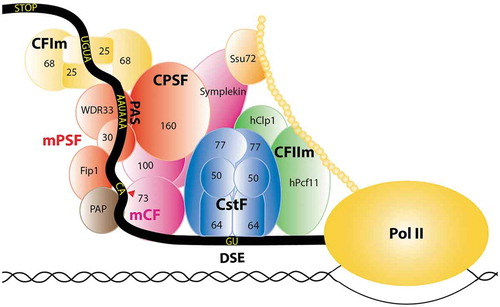 STOP
CFIm
68
25
25
68
UGUA
Ssu72
CPSF
Symplekin
WDR33
PAS
AAUAAA
mPSF
30
160
hClp1
77
77
CFIIm
Fip1
100
50
50
hPcf11
CA
73
PAP
mCF
CstF
64
64
GU
DSE
Pol II